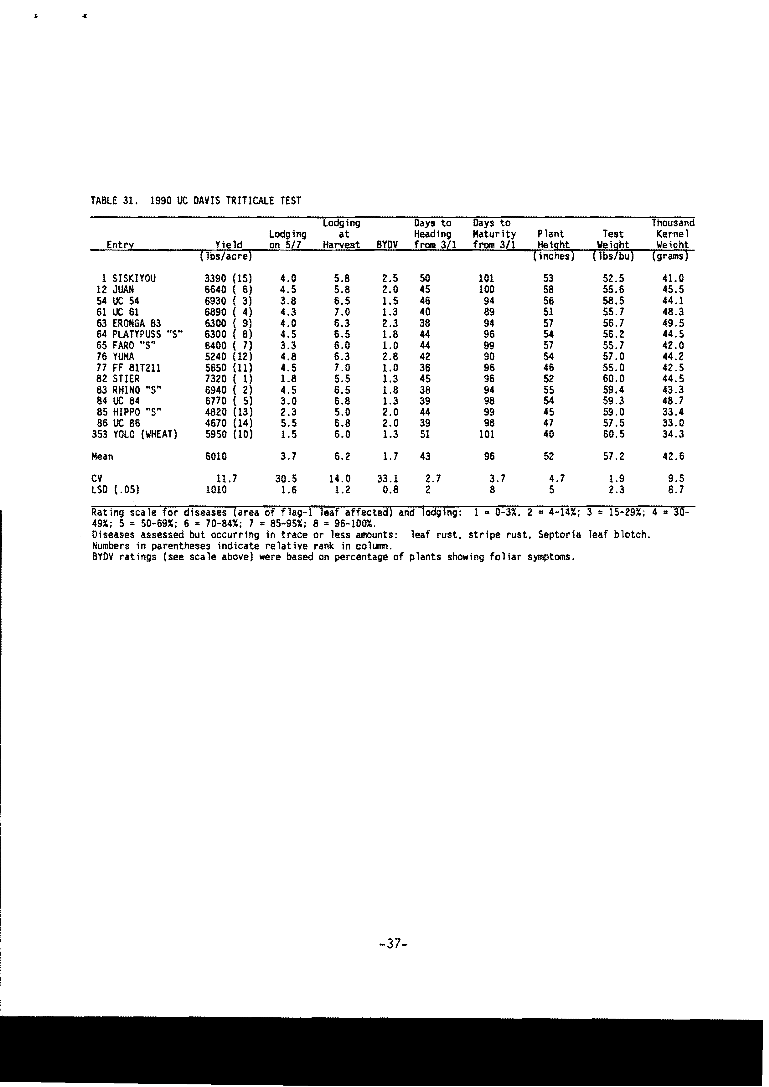 TABLE 31. 1990 UC DAVIS TRITICALE TEST
Lodging Days to Days to Thousand
Lodging at Heading Maturity Plant Test Kernel
Entry Yield on 5/7 Harvest BYDV from 3/1 from 3/1 Height Weight Weight
(lbs/acre) (inches) (lbs/bu) (grams)
1 SISKIYOU 3390 (15) 4.0 5.8 2.5 50 101 53 52.5 41.0
12 JUAN 6640 ( 6) 4.5 5.8 2.0 45 100 58 55.6 45.5
54 UC 54 6930 ( 3) 3.8 6.5 1.5 46 94 56 58.5 44.1
61 UC 61 6890 ( 4) 4.3 7.0 1.3 40 89 51 55.7 48.3
63 ERONGA 83 6300 ( 9) 4.0 6.3 2.3 38 94 57 56.7 49.5
64 PLATYPUSS "S" 6300 ( 8) 4.5 6.5 1.8 44 96 54 56.2 44.5
65 FARO "S" 6400 ( 7) 3.3 6.0 1.0 44 99 57 55.7 42.0
76 YUMA 5240 (12) 4.8 6.3 2.8 42 90 54 57.0 44.2
77 FF 81T211 5650 (11) 4.5 7.0 1.0 36 96 46 55.0 42.5
82 STIER 7320 ( 1) 1.8 5.5 1.3 45 96 52 60.0 44.5
83 RHINO "S" 6940 ( 2) 4.5 6.5 1.8 38 94 55 59.4 43.3
84 UC 84 6770 ( 5) 3.0 6.8 1.3 39 98 54 59.3 48.7
85 HIPPO "S" 4820 (13) 2.3 5.0 2.0 44 99 45 59.0 33.4
86 UC 86 4670 (14) 5.5 6.8 2.0 39 98 47 57.5 33.0
353 YOLO (WHEAT) 5950 (10) 1.5 6.0 1.3 51 101 40 60.5 34.3
Mean 6010 3.7 6.2 1.7 43 96 52 57.2 42.6
CV 11.7 30.5 14.0 33.1 2.7 3.7 4.7 1.9 9.5
LSD (.05) 1010 1.6 1.2 0.8 2 8 5 2.3 8.7
Rating scale for diseases (area of flag-1 leaf affected) and lodging: 1 = 0-3%, 2 = 4-14%; 3 = 15-29%; 4 = 30-
49%; 5 = 50-69%; 6 = 70-84%; 7 = 85-95%; 8 = 96-100%.
Diseases assessed but occurring in trace or less amounts: leaf rust, stripe rust, Septoria leaf blotch.
Numbers in parentheses indicate relative rank in column.
BYDV ratings (see scale above) were based on percentage of plants showing foliar symptoms.
-37-